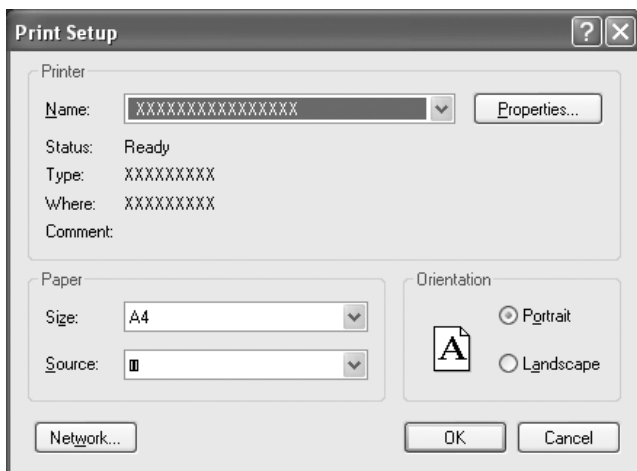 Print Setup
Printer
Name: XXXXXXXXXXXXXXXX Properties...
Status: Ready
Type: XXXXXXXXX
Where: XXXXXXXXX
Comment:
Paper
Size: A4
Source:
Orientation
A
Portrait
Landscape
Network... OK Cancel